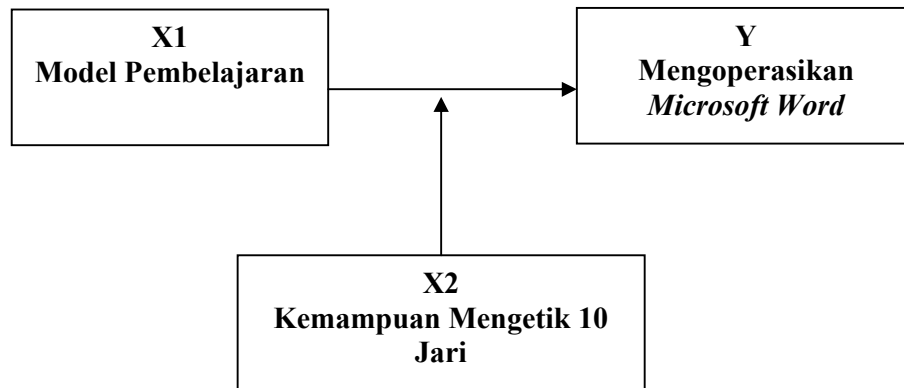 X1
Model Pembelajaran
Y
Mengoperasikan
Microsoft Word
X2
Kemampuan Mengetik 10
Jari